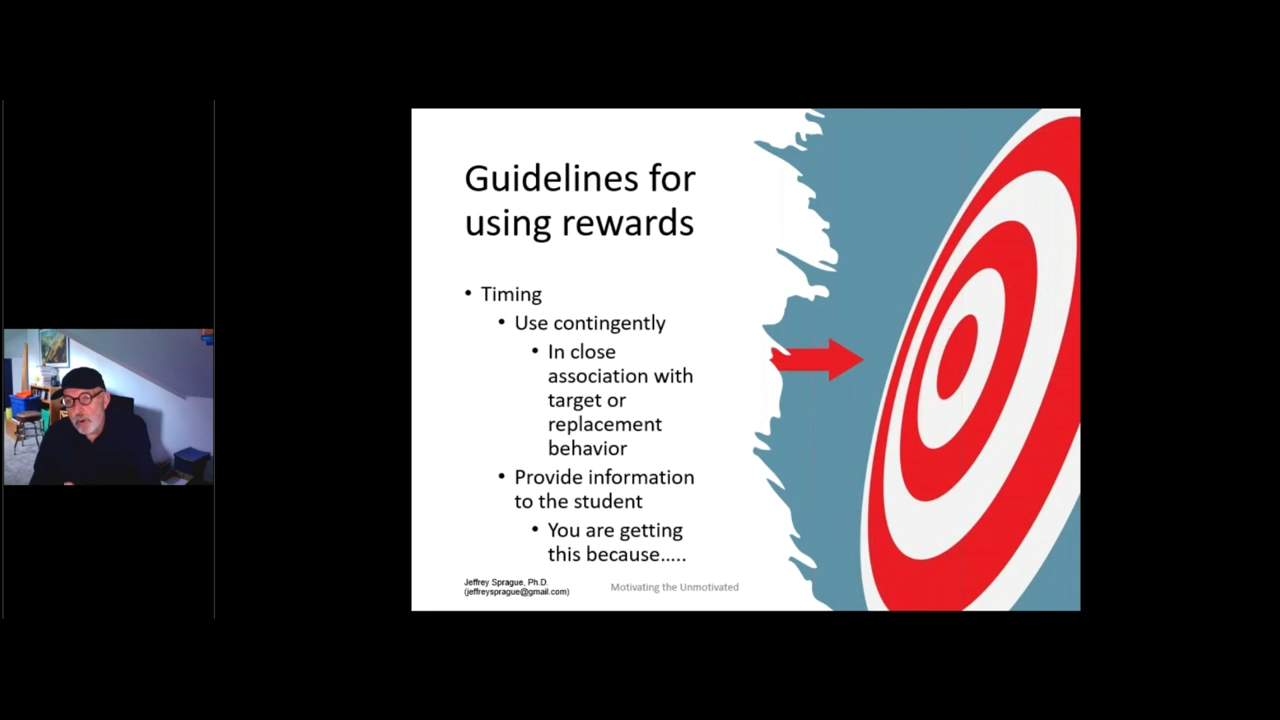 Guidelines for
using rewards
• Timing
• Use contingently
• In close
association with
target or
replacement
behavior
• Provide information
to the student
• You are getting
this because.....
Jeffrey Sprague, Ph.D.
(jeffreysprague@gmail.com)
Motivating the Unmotivated